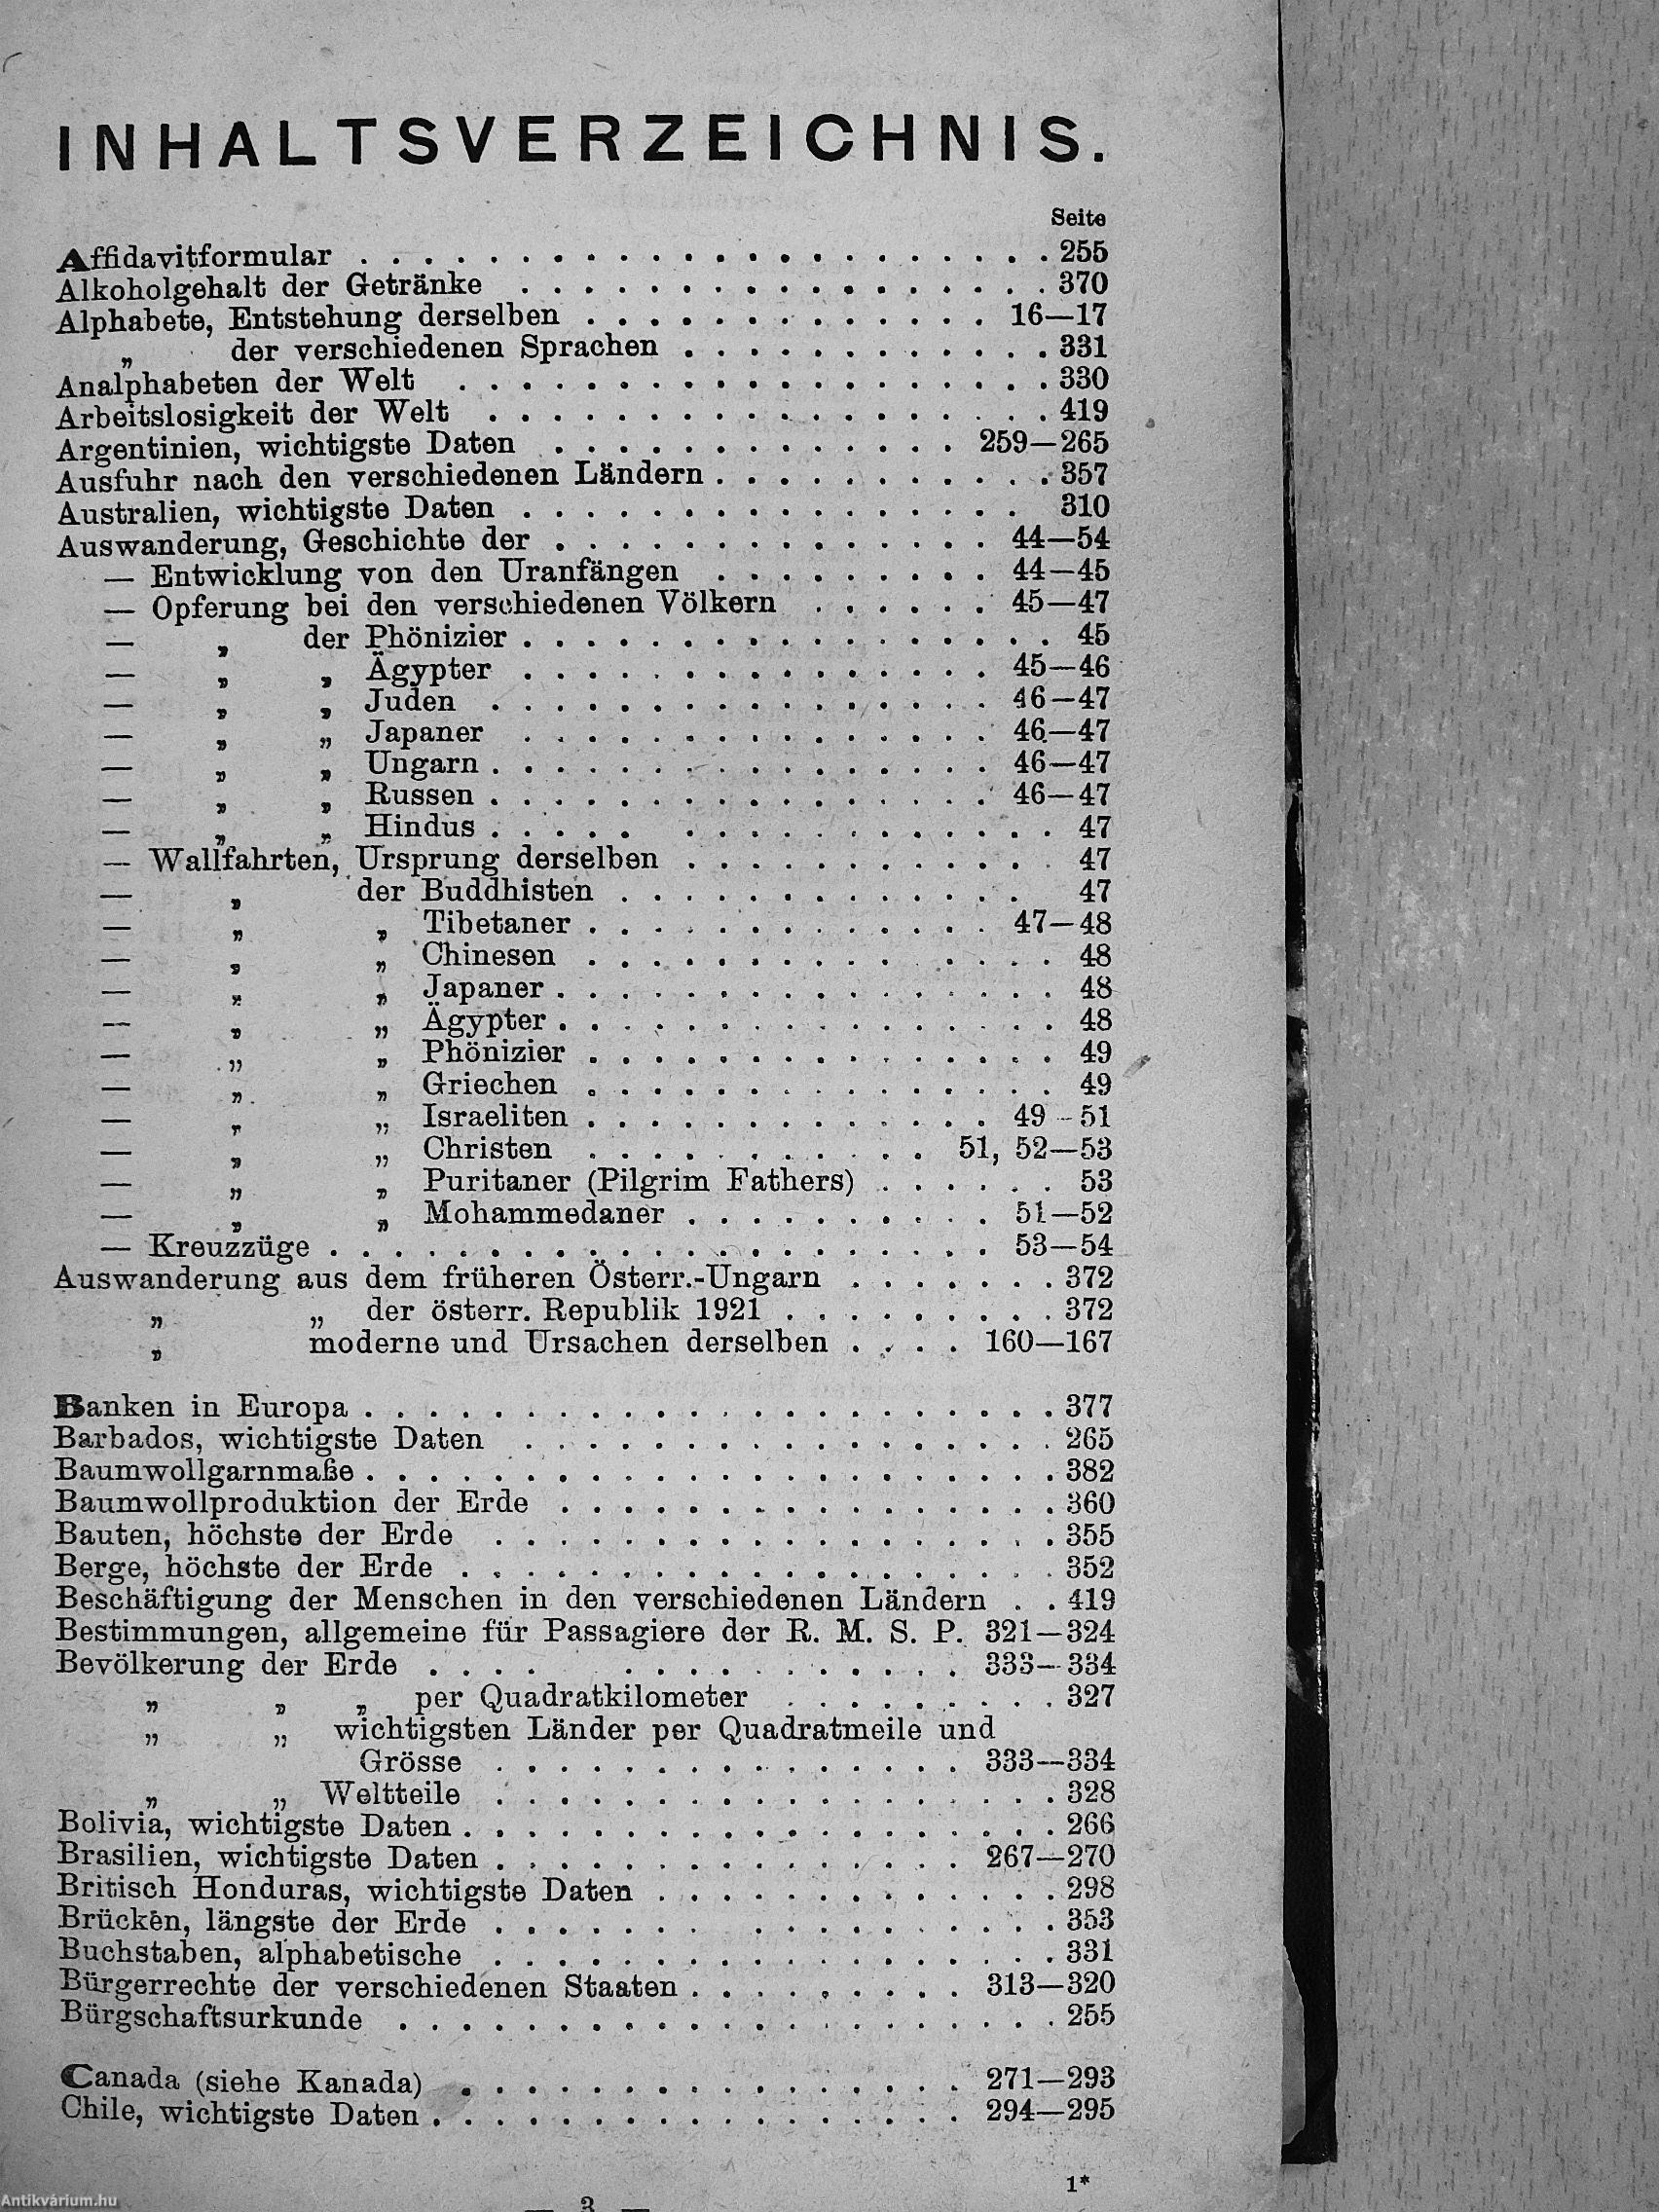 INHALTSVERZEICHNIS.
Seite
Affidavitformular . . . . . . . . . . . . . . . . . . . . . . 255
Alkoholgehalt der Getränke . . . . . . . . . . . . . . . . . 370
Alphabete, Entstehung derselben . . . . . . . . . . . . . 16—17
„ der verschiedenen Sprachen . . . . . . . . . . . . 331
Analphabeten der Welt . . . . . . . . . . . . . . . . . . . 330
Arbeitslosigkeit der Welt . . . . . . . . . . . . . . . . . . 419
Argentinien, wichtigste Daten . . . . . . . . . . . . . 259—265
Ausfuhr nach den verschiedenen Ländern . . . . . . . . . . . 357
Australien, wichtigste Daten . . . . . . . . . . . . . . . . 310
Auswanderung, Geschichte der . . . . . . . . . . . . . . 44—54
— Entwicklung von den Uranfängen . . . . . . . . . 44—45
— Opferung bei den verschiedenen Völkern . . . . . . 45—47
— „ der Phönizier . . . . . . . . . . . . . . . . . 45
— „ „ Ägypter . . . . . . . . . . . . . . . 45—46
— „ „ Juden . . . . . . . . . . . . . . . . 46—47
— „ „ Japaner . . . . . . . . . . . . . . . 46—47
— „ „ Ungarn . . . . . . . . . . . . . . . . 46—47
— „ „ Russen . . . . . . . . . . . . . . . . 46—47
— „ „ Hindus . . . . . . . . . . . . . . . . . 47
— Wallfahrten, Ursprung derselben . . . . . . . . . . . . 47
— „ der Buddhisten . . . . . . . . . . . . . 47
— „ „ Tibetaner . . . . . . . . . . . . . 47—48
— „ „ Chinesen . . . . . . . . . . . . . . . 48
— „ „ Japaner . . . . . . . . . . . . . . . . 48
— „ „ Ägypter . . . . . . . . . . . . . . . . 48
— „ „ Phönizier . . . . . . . . . . . . . . . 49
— „ „ Griechen . . . . . . . . . . . . . . . 49
— „ „ Israeliten . . . . . . . . . . . . . 49—51
— „ „ Christen . . . . . . . . . . . 51, 52—53
— „ „ Puritaner (Pilgrim Fathers) . . . . . . 53
— „ „ Mohammedaner . . . . . . . . . . 51—52
— Kreuzzüge . . . . . . . . . . . . . . . . . . . . . 53—54
Auswanderung aus dem früheren Österr.-Ungarn . . . . . . . 372
„ „ der österr. Republik 1921 . . . . . . . . . 372
„ moderne und Ursachen derselben . . . . 160—167
Banken in Europa . . . . . . . . . . . . . . . . . . . . . . 377
Barbados, wichtigste Daten . . . . . . . . . . . . . . . . . 265
Baumwollgarnmaße . . . . . . . . . . . . . . . . . . . . . . 382
Baumwollproduktion der Erde . . . . . . . . . . . . . . . . 360
Bauten, höchste der Erde . . . . . . . . . . . . . . . . . . 355
Berge, höchste der Erde . . . . . . . . . . . . . . . . . . . 352
Beschäftigung der Menschen in den verschiedenen Ländern . . 419
Bestimmungen, allgemeine für Passagiere der R. M. S. P. 321—324
Bevölkerung der Erde . . . . . . . . . . . . . . . 333—334
„ „ „ per Quadratkilometer . . . . . . . . . 327
„ „ wichtigsten Länder per Quadratmeile und
Grösse . . . . . . . . . . . . . . . 333—334
„ „ Weltteile . . . . . . . . . . . . . . . . . . 328
Bolivia, wichtigste Daten . . . . . . . . . . . . . . . . . . . 266
Brasilien, wichtigste Daten . . . . . . . . . . . . . . . 267—270
Britisch Honduras, wichtigste Daten . . . . . . . . . . . . . 298
Brücken, längste der Erde . . . . . . . . . . . . . . . . . . 353
Buchstaben, alphabetische . . . . . . . . . . . . . . . . . . 331
Bürgerrechte der verschiedenen Staaten . . . . . . . . . 313—320
Bürgschaftsurkunde . . . . . . . . . . . . . . . . . . . . . 255
Canada (siehe Kanada) . . . . . . . . . . . . . . . . 271—293
Chile, wichtigste Daten . . . . . . . . . . . . . . . . . 294—295
1*
— 3 —
Antikvárium.hu